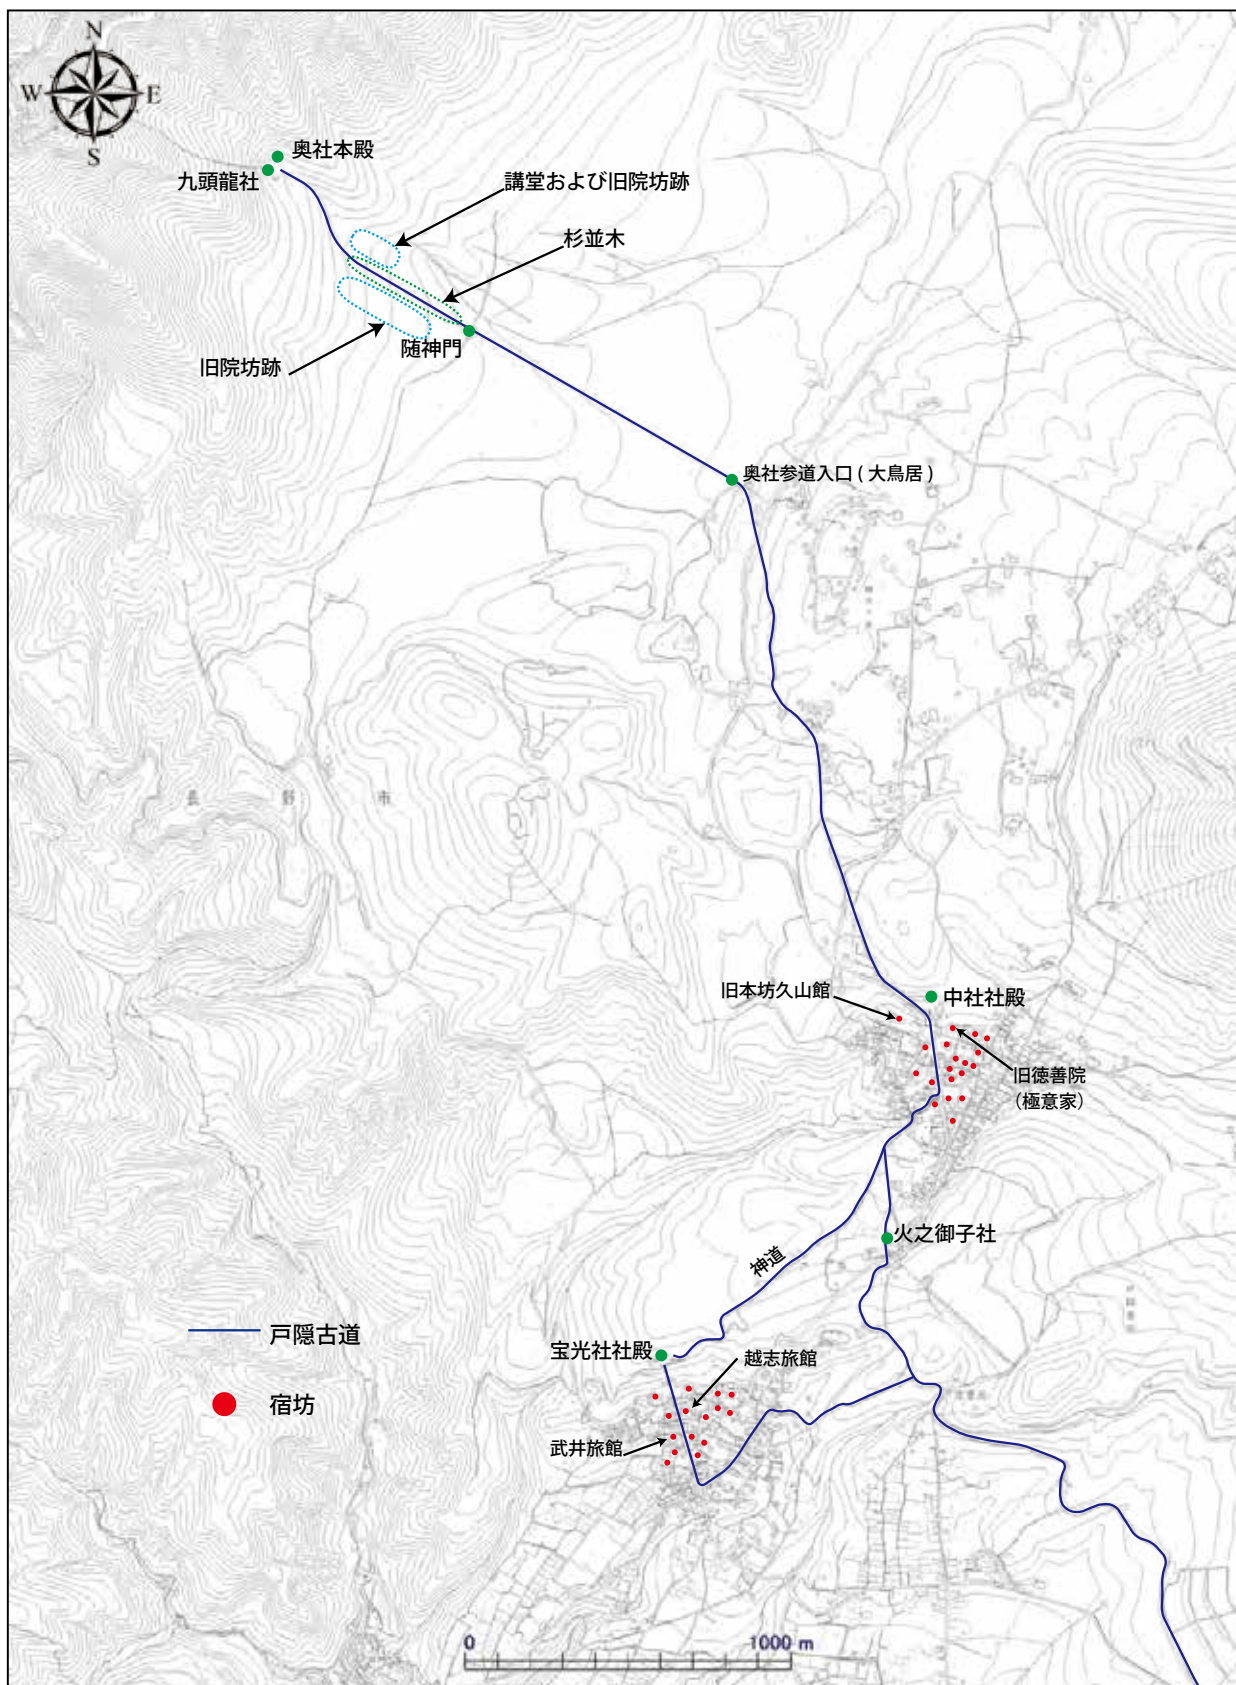 N
W
E
S
奥社本殿
九頭龍社
講堂および旧院坊跡
杉並木
随神門
旧院坊跡
奥社参道入口 ( 大鳥居 )
長 野 市
旧本坊久山館
中社社殿
旧徳善院
（極意家）
火之御子社
神道
戸隠古道
宝光社社殿
越志旅館
宿坊
武井旅館
0 1000 m